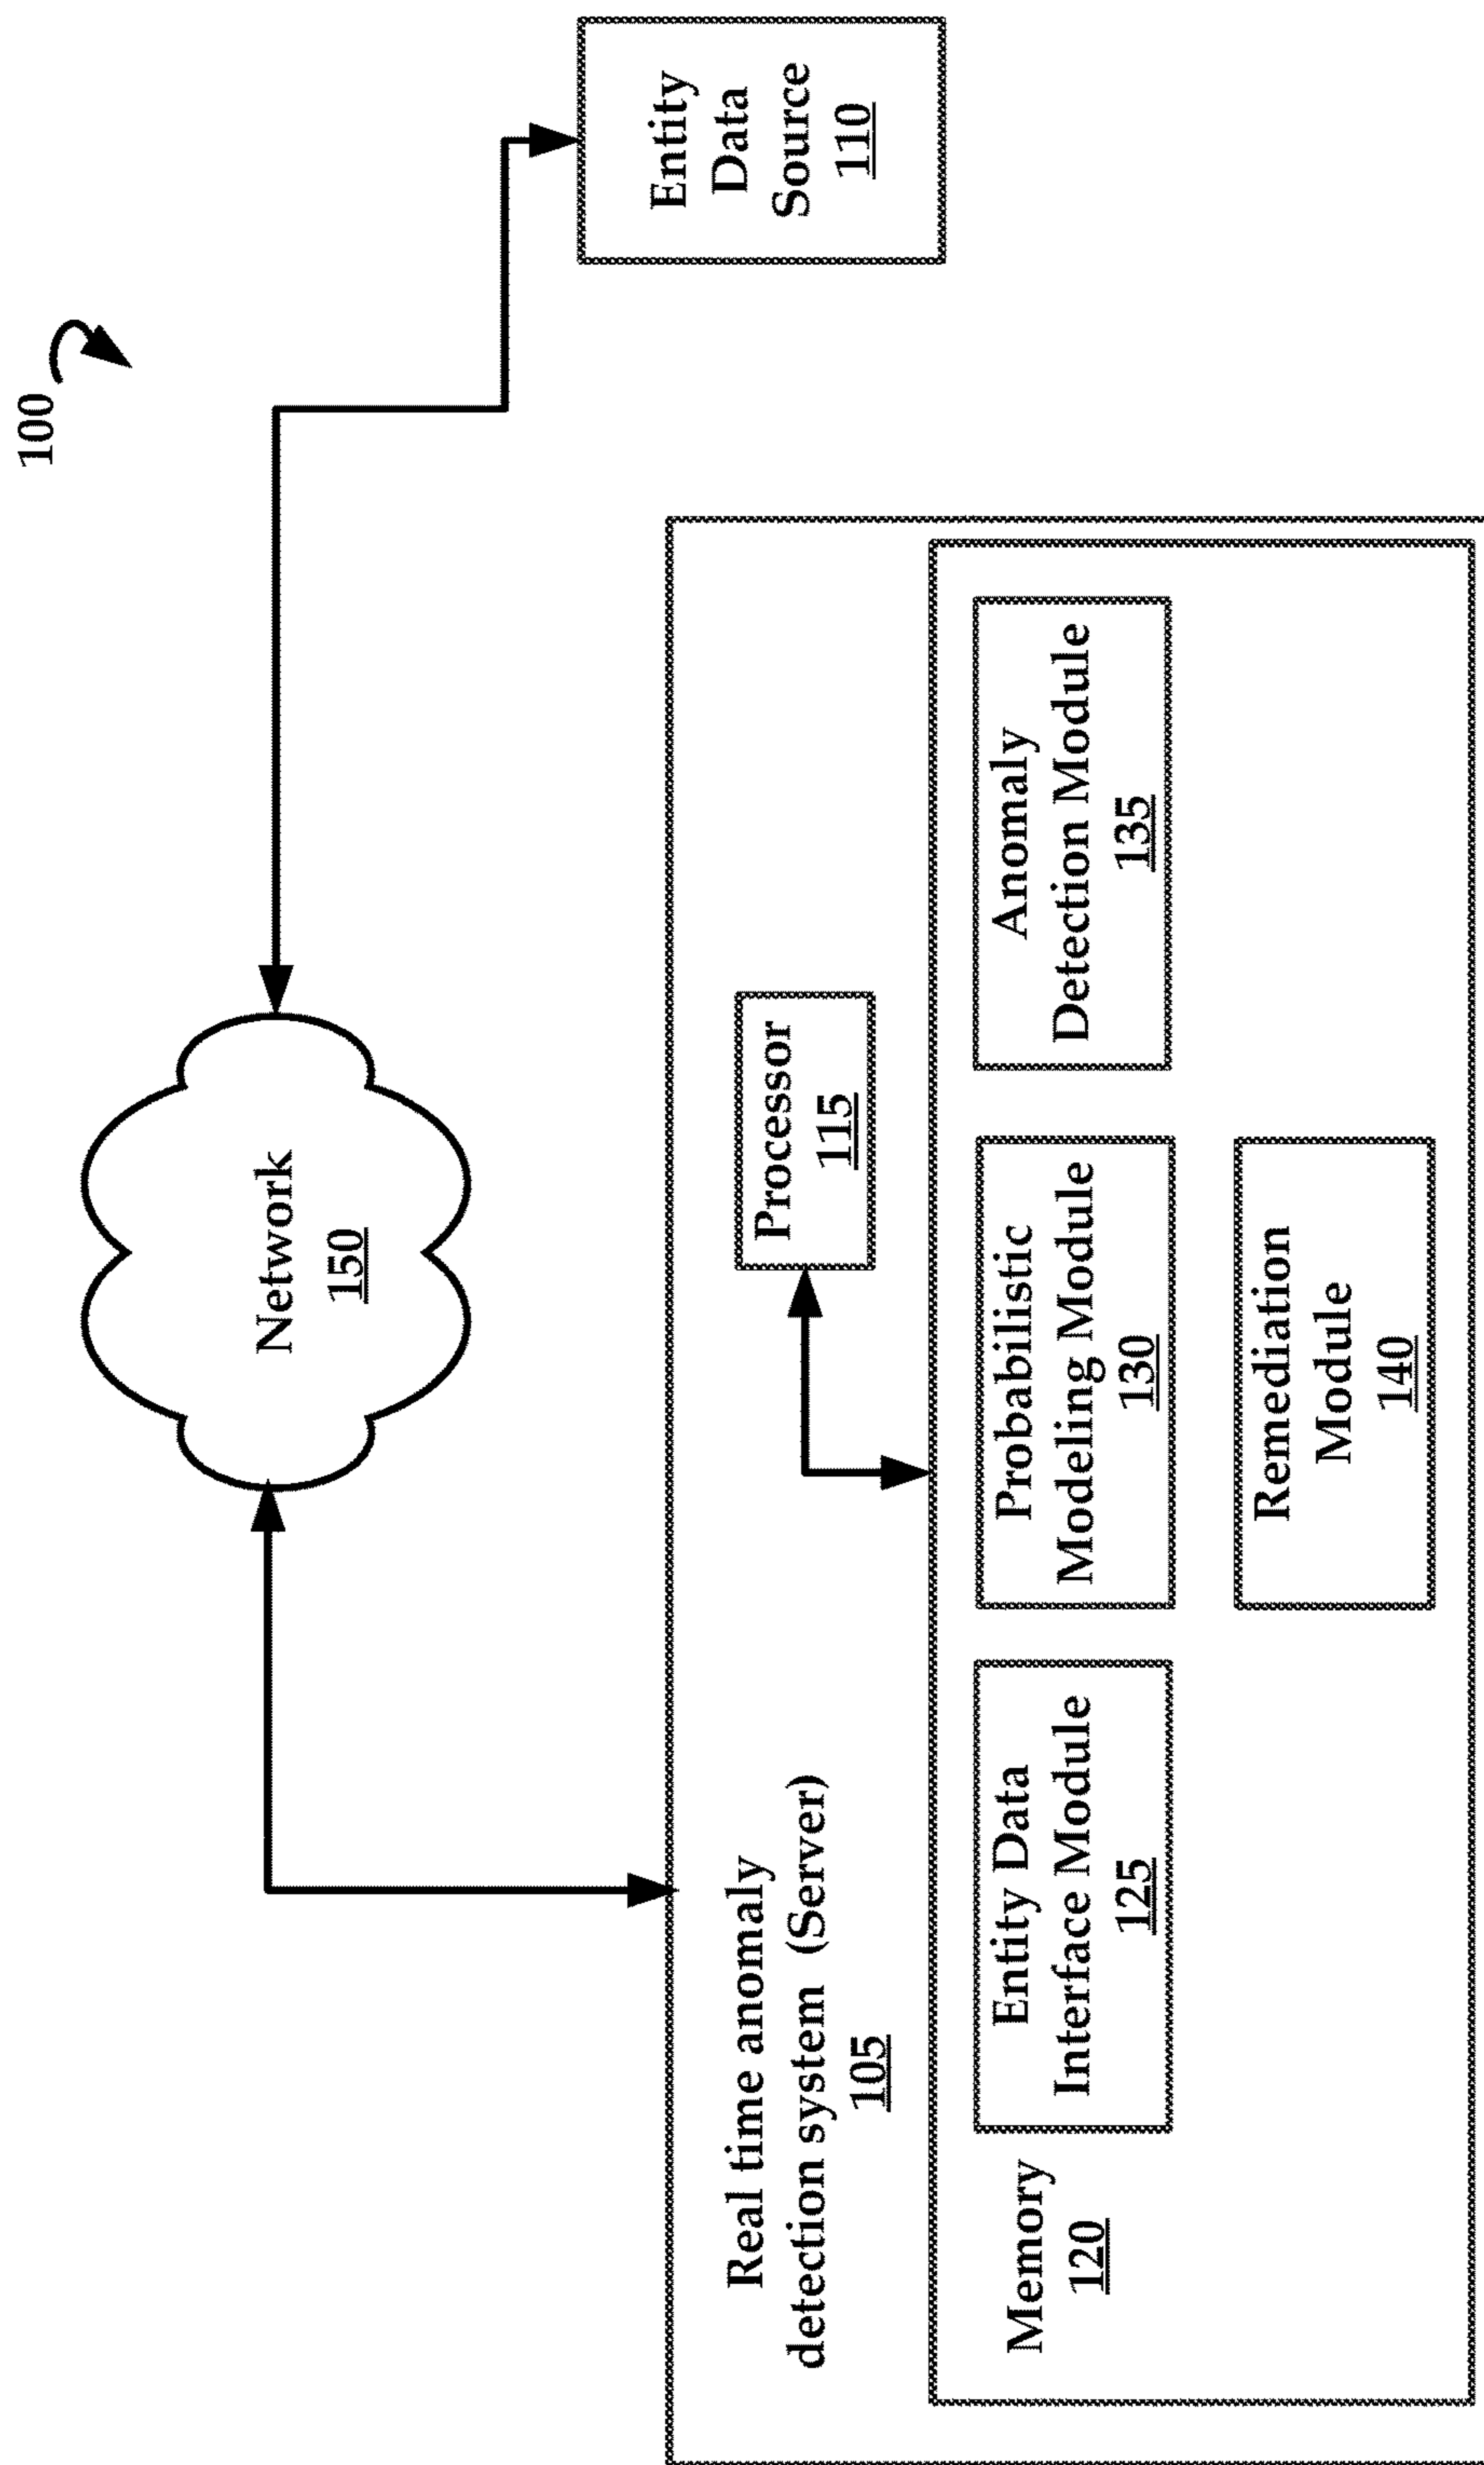 100
Network
150
Entity
Data
Source
110
Real time anomaly
detection system (Server)
105
Processor
115
Memory
120
Entity Data
Interface Module
125
Probabilistic
Modeling Module
130
Anomaly
Detection Module
135
Remediation
Module
140